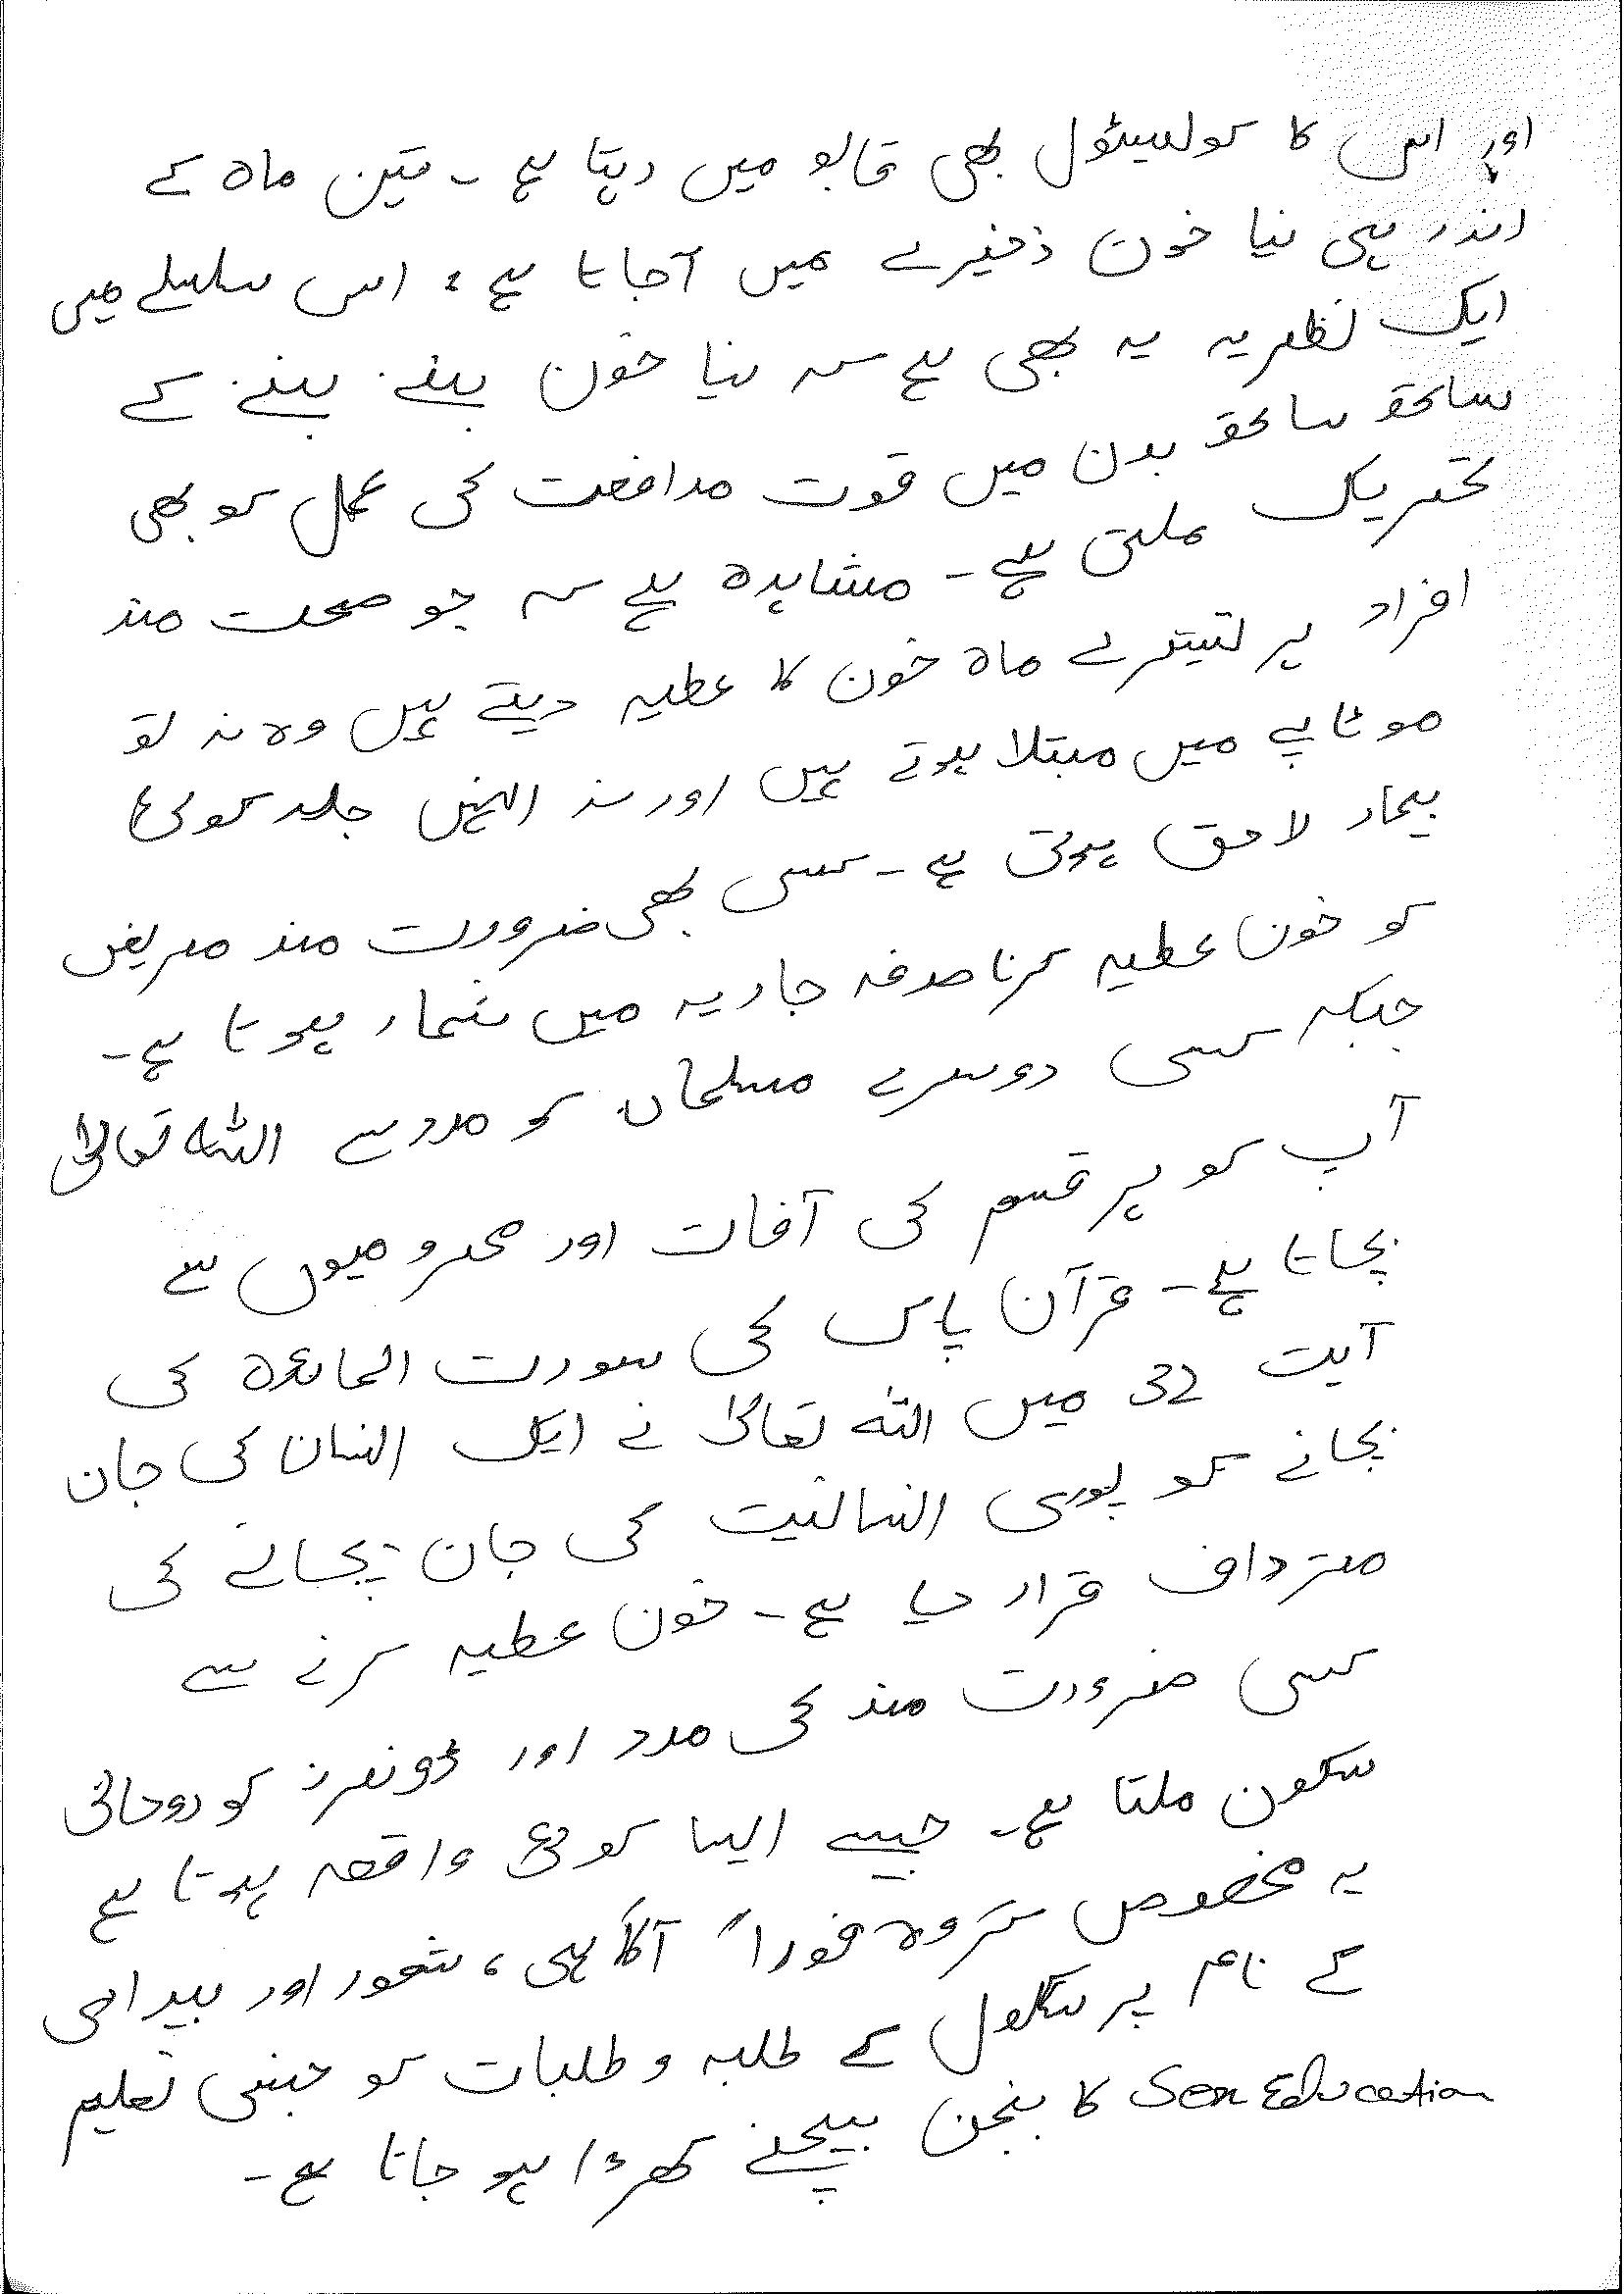 اور اس کا کولیسٹول بھی قابو میں رہتا ہے ۔ تین ماہ کے
اندر ہی نیا خون ذخیرے میں آجاتا ہے، اس سلسلے میں
ایک نظریہ یہ بھی ہے کہ نیا خون بننے بننے کے
ساتھ ساتھ بدن میں قوت مدافعت کی عمل کو بھی
تحریک ملتی ہے ۔ مشاہدہ ہے کہ جو صحت مند
افراد ہر تیسرے ماہ خون کا عطیہ دیتے ہیں وہ نہ تو
موٹاپے میں مبتلا ہوتے ہیں اور نہ انہیں جلد کوئی
بیمار لاحق ہوتی ہے ۔ کسی بھی ضرورت مند مریض
کو خون عطیہ کرنا صدقہ جاریہ میں شمار ہوتا ہے ۔
جبکہ کسی دوسرے مسلمان کو مدد سے اللہ تعالیٰ
آپ کو ہر قسم کی آفات اور محرومیوں سے
بچاتا ہے ۔ قرآن پاک کی سورت المائدہ کی
آیت 32 میں اللہ تعالیٰ نے ایک انسان کی جان
بچانے کو پوری انسانیت کی جان بچانے کی
مترداف قرار دیا ہے ۔ خون عطیہ کرنے سے
کسی ضرورت مند کی مدد اور ڈونرز کو روحانی
سکون ملتا ہے ۔ جیسے ایسا کوئی واقعہ ہوتا ہے
یہ مخصوص گروہ فوراً آگاہی، شعور اور بیداری
کے نام پر سکول کے طلبہ و طلبات کو جنسی تعلیم
Sex Education کا منجن بیچنے کھڑا ہو جاتا ہے ۔